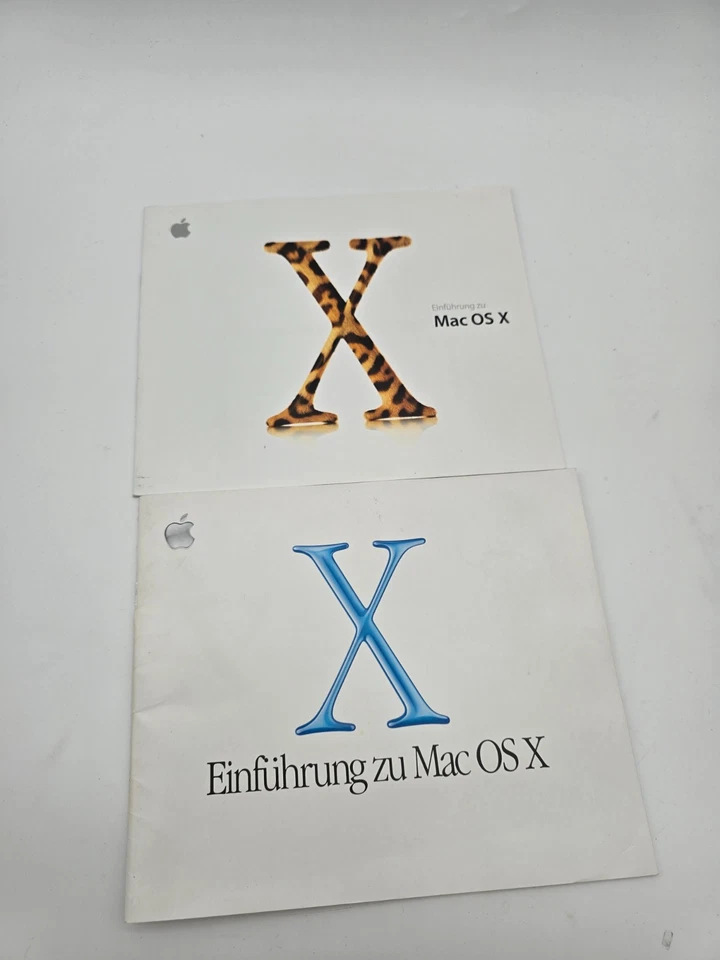 X
Einführung zu
Mac OS X
X
Einführung zu Mac OS X